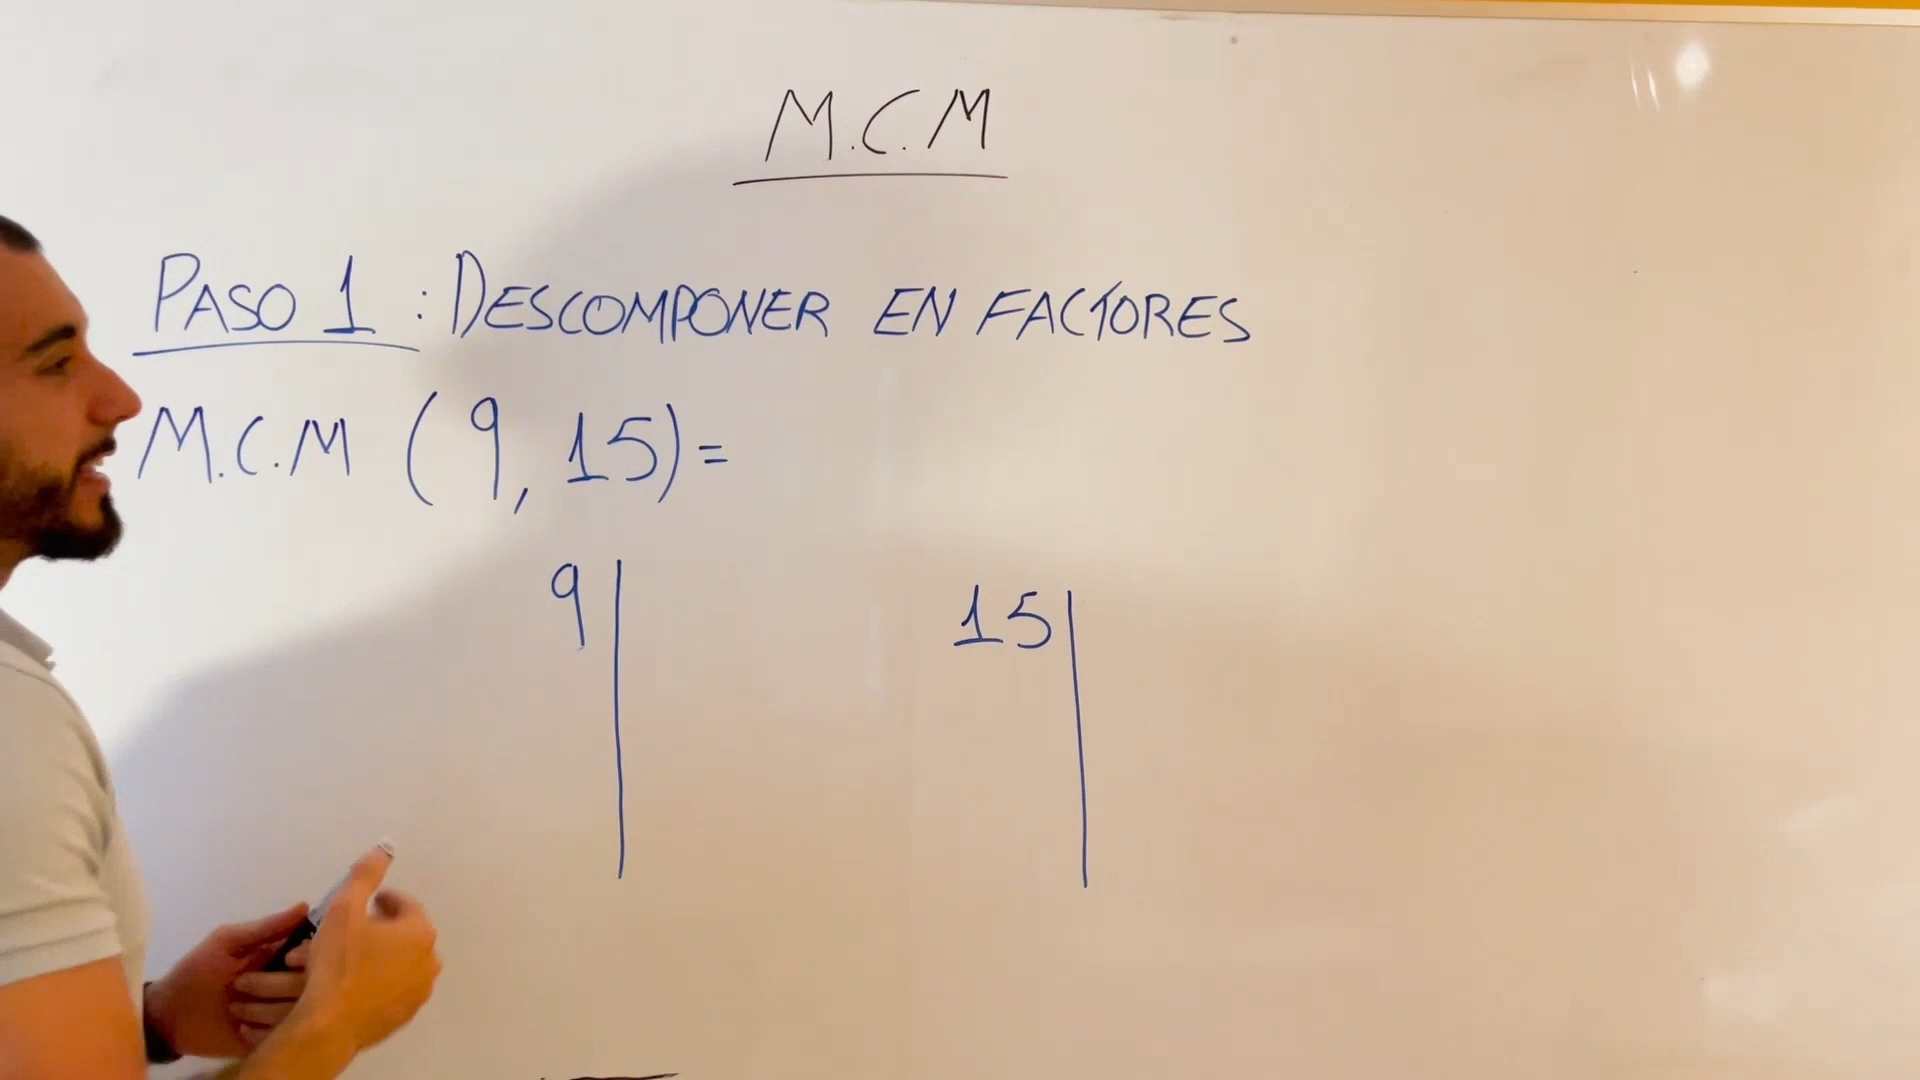 M.C.M
PASO 1 : DESCOMPONER EN FACTORES
M.C.M (9, 15) =
9
15